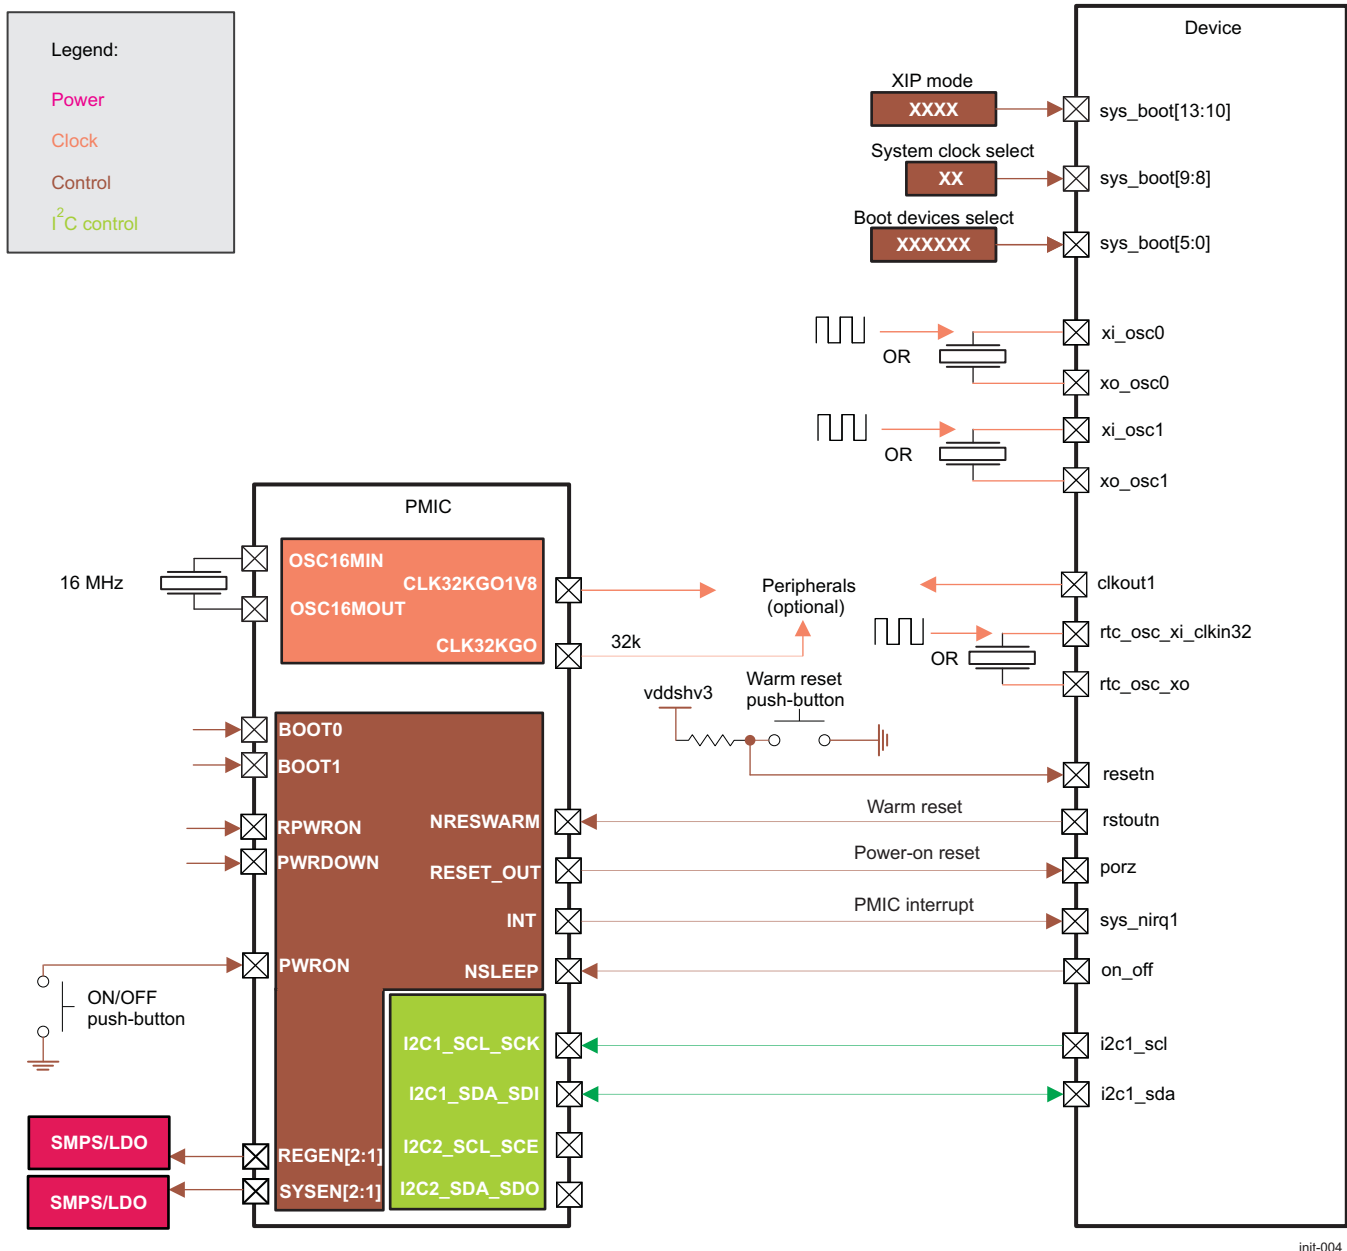 Legend:
Power
Clock
Control
I2C control
Device
XIP mode
XXXX
sys_boot[13:10]
System clock select
XX
sys_boot[9:8]
Boot devices select
XXXXXX
sys_boot[5:0]
xi_osc0
OR
xo_osc0
xi_osc1
OR
xo_osc1
PMIC
16 MHz
OSC16MIN
CLK32KGO1V8
OSC16MOUT
CLK32KGO
32k
Peripherals
(optional)
clkout1
rtc_osc_xi_clkin32
OR
rtc_osc_xo
vddshv3
Warm reset
push-button
BOOT0
BOOT1
resetn
RPWRON
NRESWARM
Warm reset
rstoutn
PWRDOWN
RESET_OUT
Power-on reset
porz
INT
PMIC interrupt
sys_nirq1
PWRON
NSLEEP
on_off
ON/OFF
push-button
I2C1_SCL_SCK
i2c1_scl
I2C1_SDA_SDI
i2c1_sda
SMPS/LDO
REGEN[2:1]
I2C2_SCL_SCE
SMPS/LDO
SYSEN[2:1]
I2C2_SDA_SDO
init-004